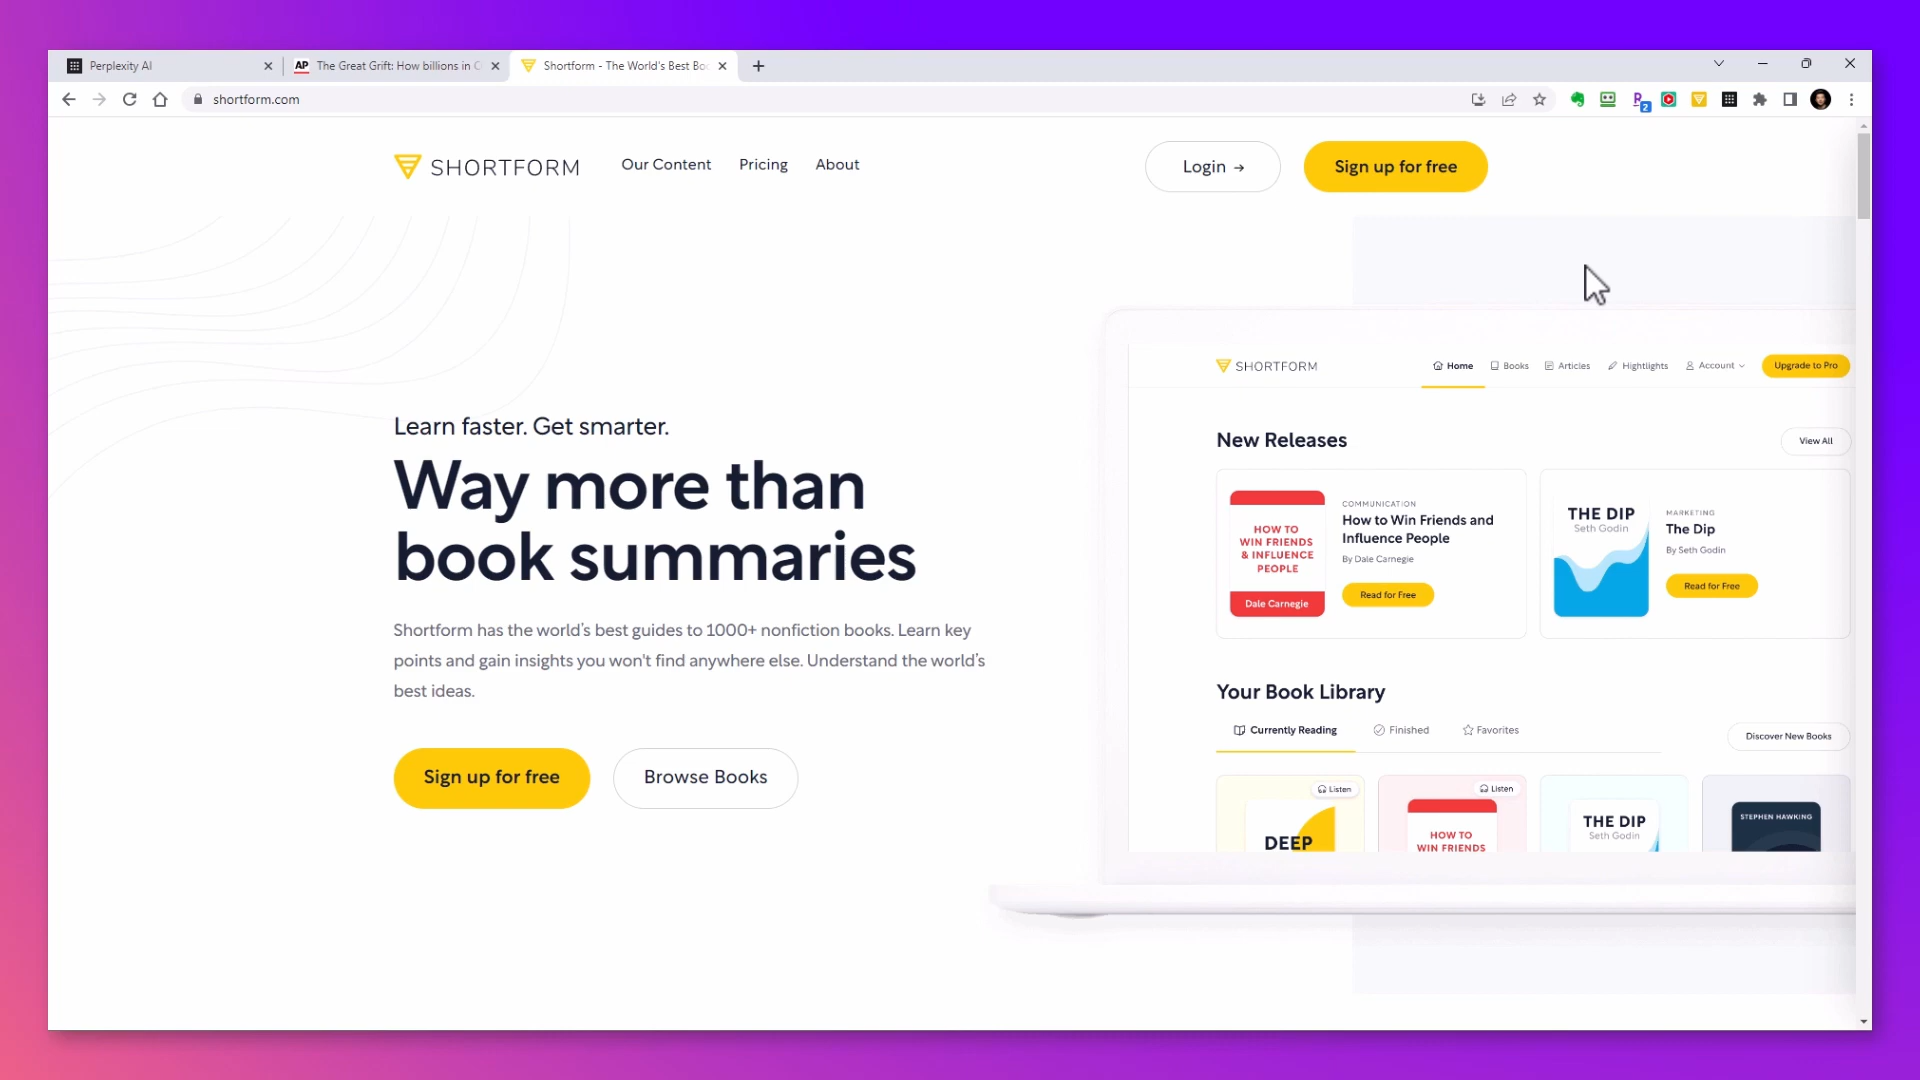 Perplexity AI
AP The Great Grift: How billions in C
Shortform - The World's Best Bo
shortform.com
2
SHORTFORM
Our Content
Pricing
About
Login →
Sign up for free
Learn faster. Get smarter.
Way more than
book summaries
Shortform has the world's best guides to 1000+ nonfiction books. Learn key
points and gain insights you won't find anywhere else. Understand the world's
best ideas.
Sign up for free
Browse Books
SHORTFORM
Home
Books
Articles
Hightlights
Account
Upgrade to Pro
New Releases
View All
HOW TO
WIN FRIENDS
& INFLUENCE
PEOPLE
Dale Carnegie
COMMUNICATION
How to Win Friends and
Influence People
By Dale Carnegie
Read for Free
THE DIP
Seth Godin
MARKETING
The Dip
By Seth Godin
Read for Free
Your Book Library
Currently Reading
Finished
Favorites
Discover New Books
Listen
DEEP
Listen
HOW TO
WIN FRIENDS
THE DIP
Seth Godin
STEPHEN HAWKING